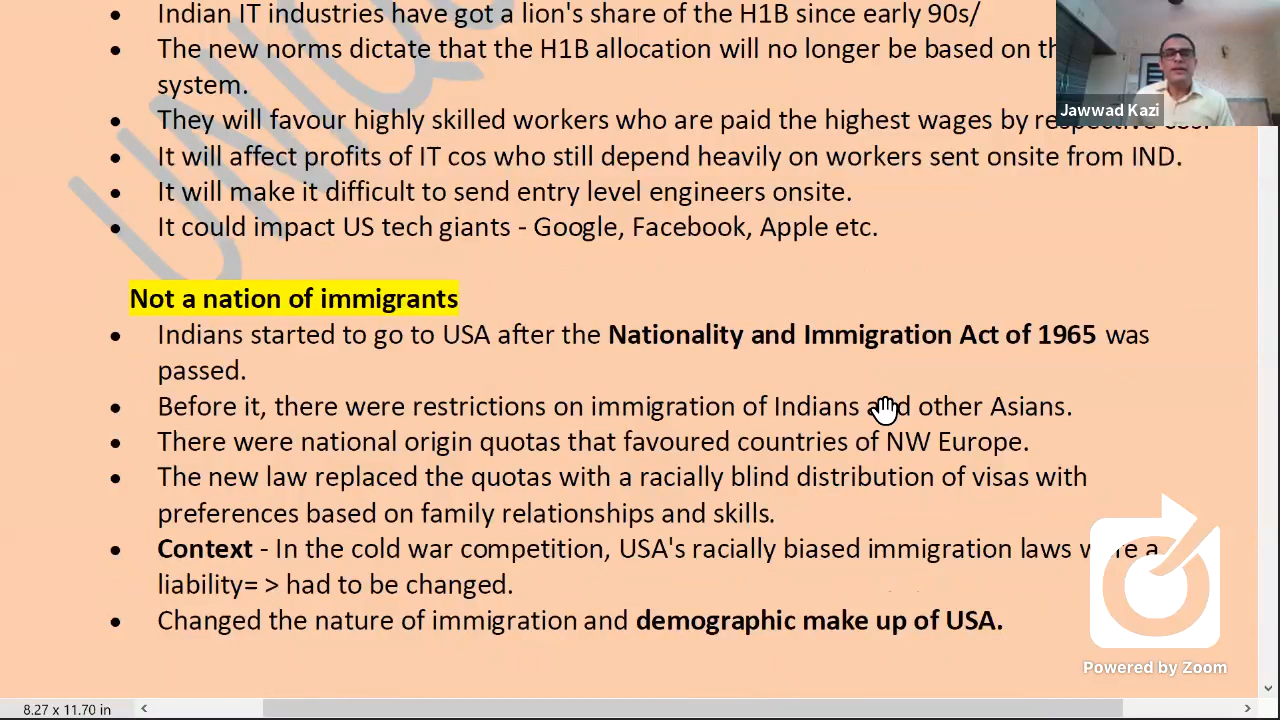 Indian IT industries have got a lion's share of the H1B since early 90s/
The new norms dictate that the H1B allocation will no longer be based on
system.
They will favour highly skilled workers who are paid the highest wages by
It will affect profits of IT cos who still depend heavily on workers sent onsite from IND.
It will make it difficult to send entry level engineers onsite.
It could impact US tech giants - Google, Facebook, Apple etc.
Jawwad Kazi
Not a nation of immigrants
Indians started to go to USA after the Nationality and Immigration Act of 1965 was
passed.
Before it, there were restrictions on immigration of Indians and other Asians.
There were national origin quotas that favoured countries of NW Europe.
The new law replaced the quotas with a racially blind distribution of visas with
preferences based on family relationships and skills.
Context - In the cold war competition, USA's racially biased immigration laws were a
liability= > had to be changed.
Changed the nature of immigration and demographic make up of USA.
Powered by Zoom
8.27 x 11.70 in